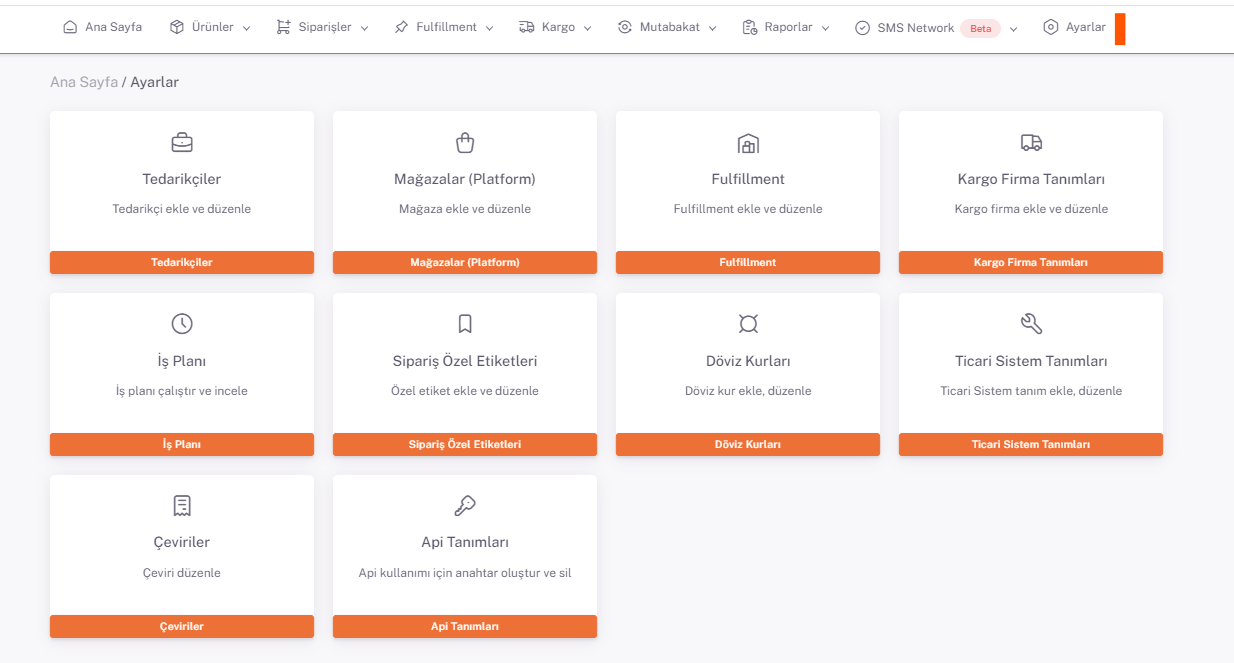 Ana Sayfa Ürünler Siparişler Fulfillment Kargo Mutabakat Raporlar SMS Network Beta Ayarlar
Ana Sayfa / Ayarlar
Tedarikçiler
Tedarikçi ekle ve düzenle
Tedarikçiler
Mağazalar (Platform)
Mağaza ekle ve düzenle
Mağazalar (Platform)
Fulfillment
Fulfillment ekle ve düzenle
Fulfillment
Kargo Firma Tanımları
Kargo firma ekle ve düzenle
Kargo Firma Tanımları
İş Planı
İş planı çalıştır ve incele
İş Planı
Sipariş Özel Etiketleri
Özel etiket ekle ve düzenle
Sipariş Özel Etiketleri
Döviz Kurları
Döviz kur ekle, düzenle
Döviz Kurları
Ticari Sistem Tanımları
Ticari Sistem tanım ekle, düzenle
Ticari Sistem Tanımları
Çeviriler
Çeviri düzenle
Çeviriler
Api Tanımları
Api kullanımı için anahtar oluştur ve sil
Api Tanımları